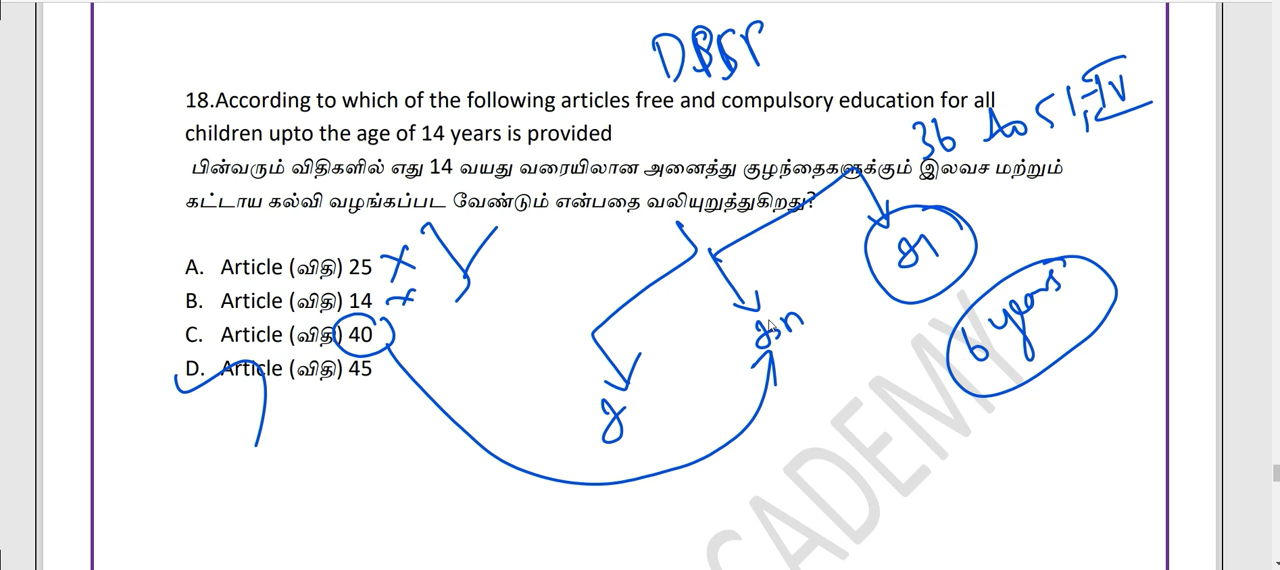 DPSP
18.According to which of the following articles free and compulsory education for all
children upto the age of 14 years is provided
36 to 51, IV
பின்வரும் விதிகளில் எது 14 வயது வரையிலான அனைத்து குழந்தைகளுக்கும் இலவச மற்றும்
கட்டாய கல்வி வழங்கப்பட வேண்டும் என்பதை வலியுறுத்துகிறது?
A. Article (விதி) 25
B. Article (விதி) 14
C. Article (விதி) 40
D. Article (விதி) 45
6 years
CADEMY